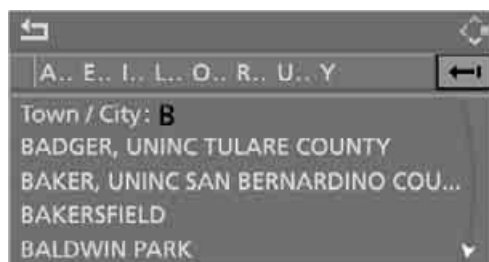 A.. E.. I.. L.. O.. R.. U.. Y
Town / City: B
BADGER, UNINC TULARE COUNTY
BAKER, UNINC SAN BERNARDINO COU...
BAKERSFIELD
BALDWIN PARK